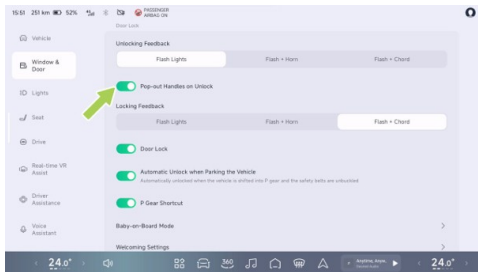 15:51 251 km 52%
PASSENGER
AIRBAG ON
Door Lock
Vehicle
Window &
Door
Lights
Seat
Drive
Real-time VR
Assist
Driver
Assistance
Voice
Assistant
Unlocking Feedback
Flash Lights Flash + Horn Flash + Chord
Pop-out Handles on Unlock
Locking Feedback
Flash Lights Flash + Horn Flash + Chord
Door Lock
Automatic Unlock when Parking the Vehicle
Automatically unlocked when the vehicle is shifted into P gear and the safety belts are unbuckled
P Gear Shortcut
Baby-on-Board Mode
Welcoming Settings
24.0° 360 24.0°